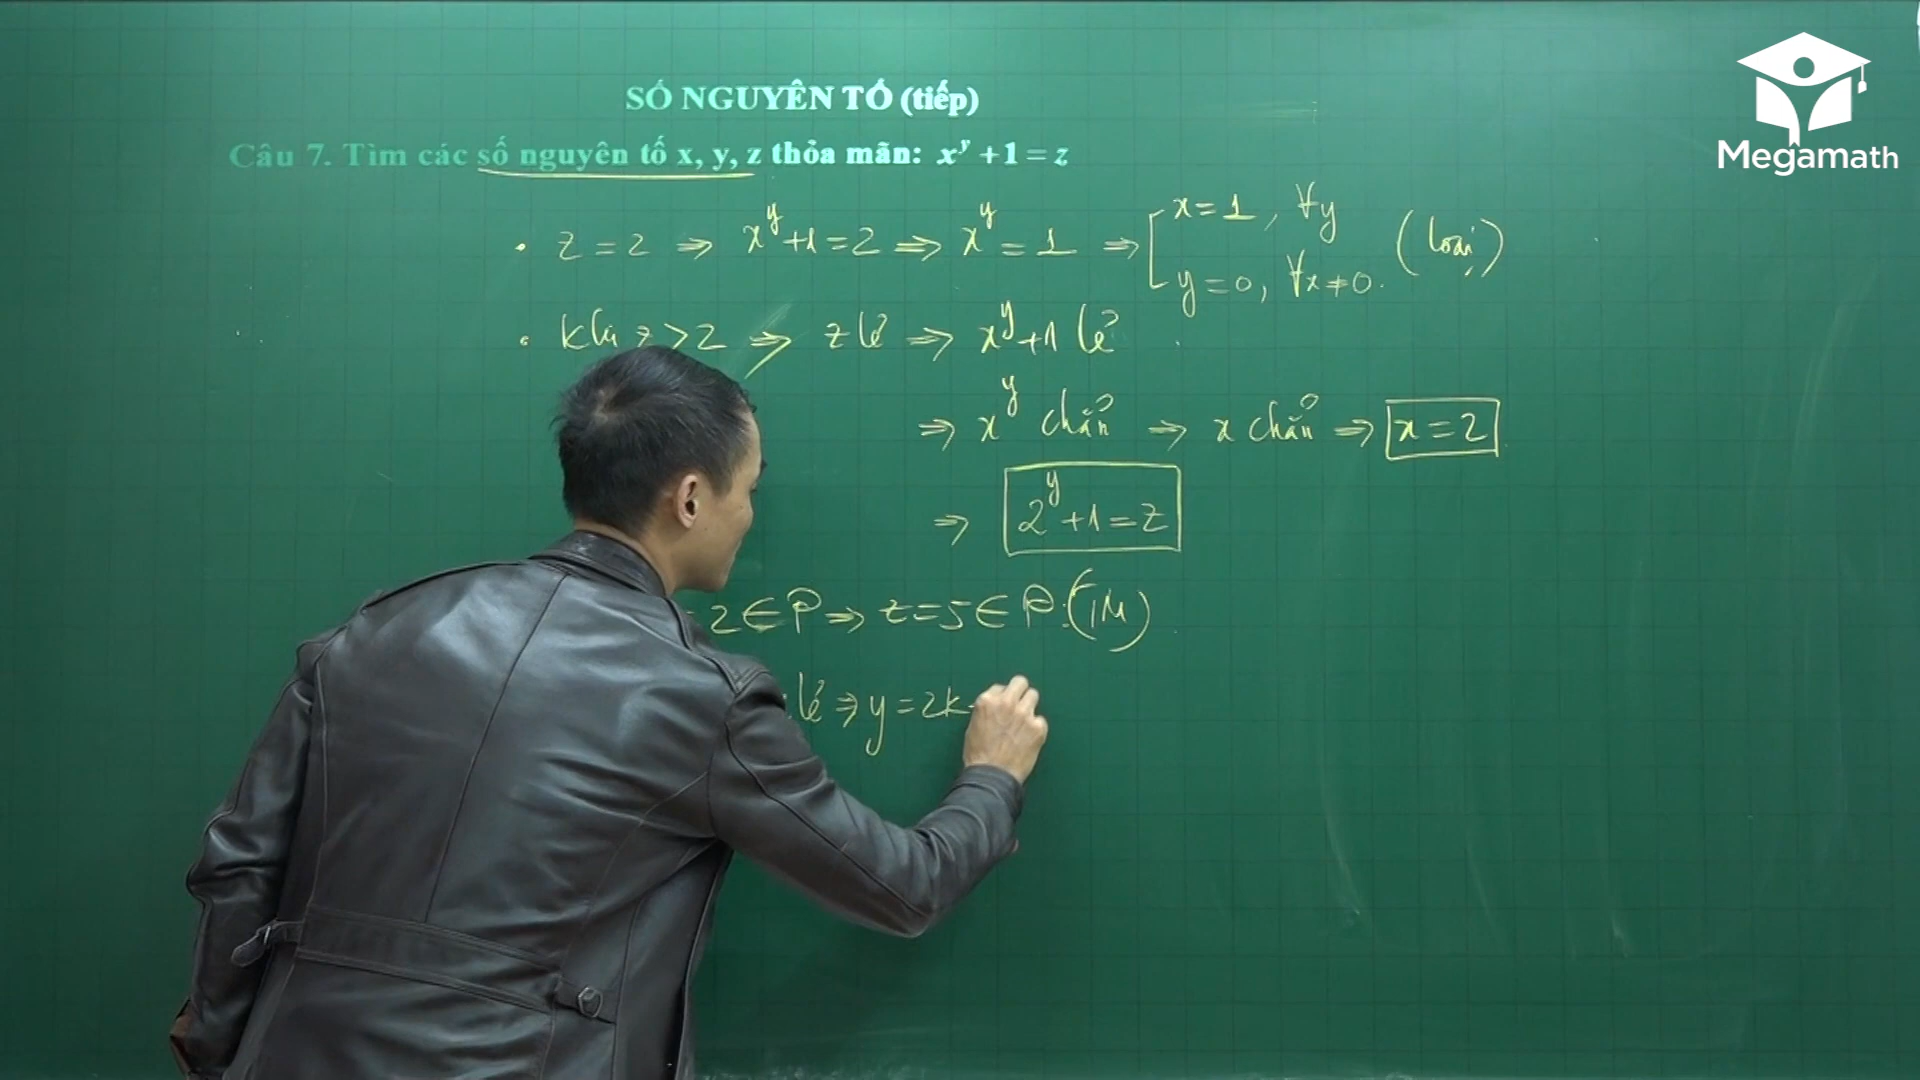 Megamath
SỐ NGUYÊN TỐ (tiếp)
Câu 7. Tìm các số nguyên tố x, y, z thỏa mãn: x^y + 1 = z
• z = 2 ⇒ x^y + 1 = 2 ⇒ x^y = 1 ⇒ [ x = 1, ∀y
y = 0, ∀x ≠ 0. (loại)
• khi z > 2 ⇒ z lẻ ⇒ x^y + 1 lẻ
⇒ x^y chẵn ⇒ x chẵn ⇒ x = 2
⇒ 2^y + 1 = z
2 ∈ P ⇒ z = 5 ∈ P: (TM)
lẻ ⇒ y = 2k